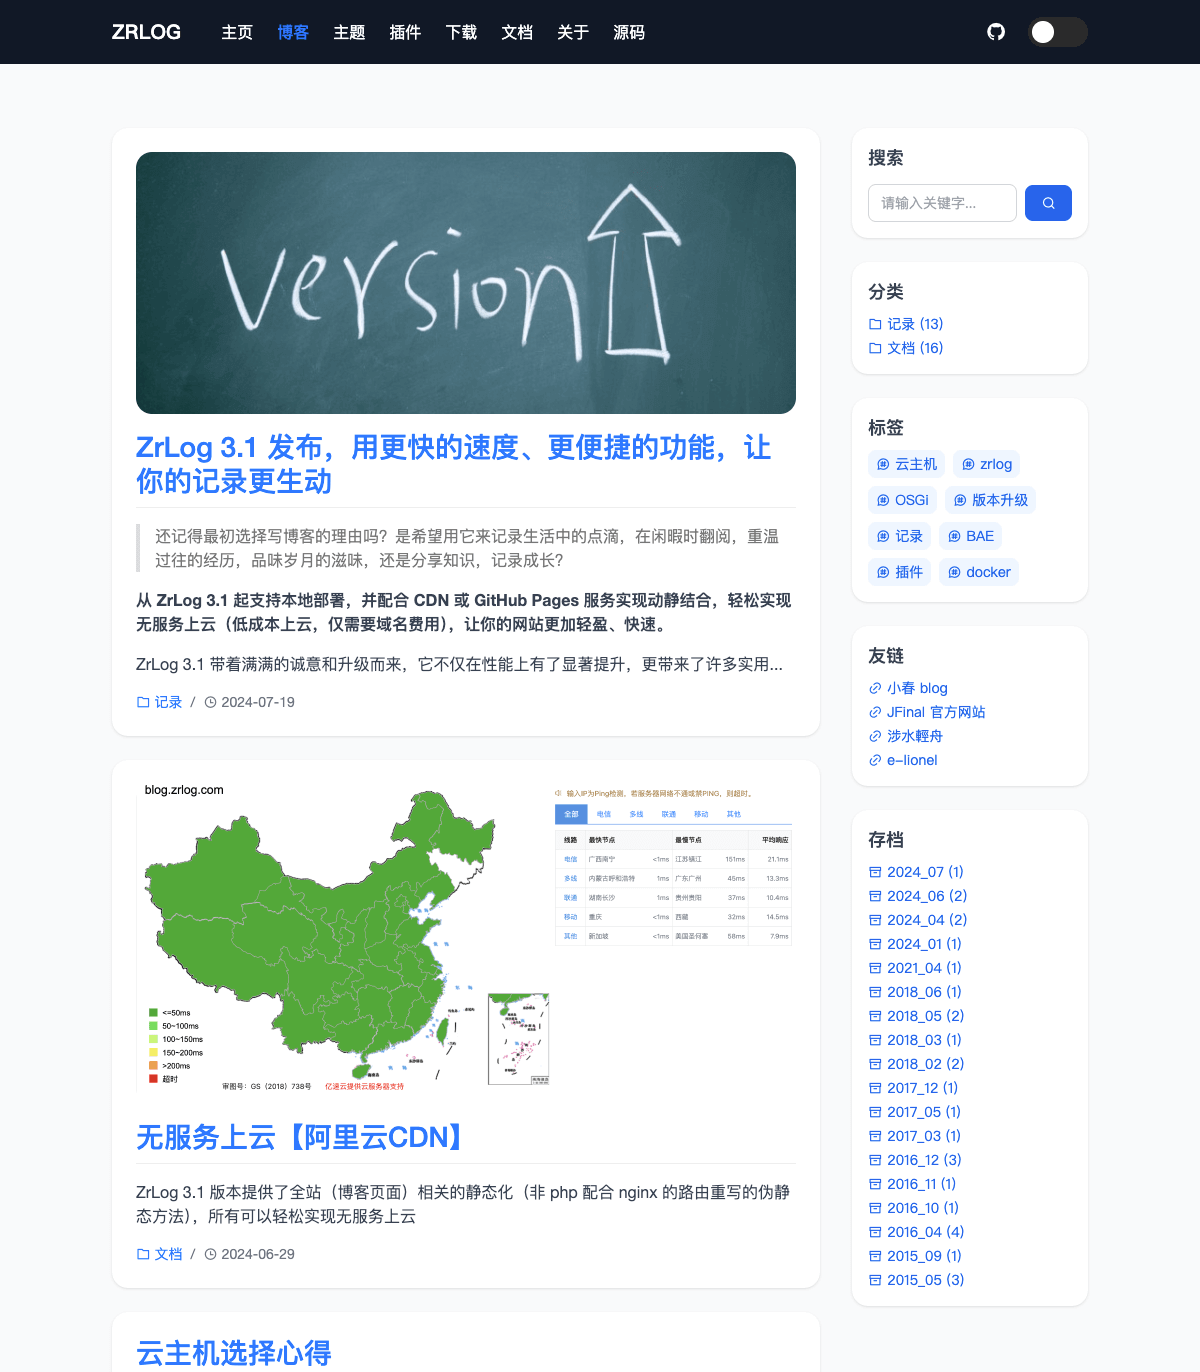 ZRLOG 主页 博客 主题 插件 下载 文档 关于 源码
version
ZrLog 3.1 发布，用更快的速度、更便捷的功能，让
你的记录更生动
还记得最初选择写博客的理由吗？是希望用它来记录生活中的点滴，在闲暇时翻阅，重温
过往的经历，品味岁月的滋味，还是分享知识，记录成长？
从 ZrLog 3.1 起支持本地部署，并配合 CDN 或 GitHub Pages 服务实现动静结合，轻松实现
无服务上云（低成本上云，仅需要域名费用），让你的网站更加轻盈、快速。
ZrLog 3.1 带着满满的诚意和升级而来，它不仅在性能上有了显著提升，更带来了许多实用...
记录 / 2024-07-19
blog.zrlog.com
输入IP为Ping检测，若服务器网络不通或禁PING，则超时。
全部 电信 多线 联通 移动 其他
线路 最快节点 最慢节点 平均响应
电信 广西南宁 <1ms 江苏镇江 151ms 21.1ms
多线 内蒙古呼和浩特 1ms 广东广州 45ms 13.3ms
联通 湖南长沙 1ms 贵州贵阳 37ms 10.4ms
移动 重庆 <1ms 西藏 32ms 14.5ms
其他 新加坡 <1ms 美国圣何塞 58ms 7.9ms
<=50ms
50~100ms
100~150ms
150~200ms
>200ms
超时
审图号：GS（2018）738号 亿速云提供云服务器支持
无服务上云【阿里云CDN】
ZrLog 3.1 版本提供了全站（博客页面）相关的静态化（非 php 配合 nginx 的路由重写的伪静
态方法），所有可以轻松实现无服务上云
文档 / 2024-06-29
云主机选择心得
搜索
请输入关键字...
分类
记录 (13)
文档 (16)
标签
云主机 zrlog
OSGi 版本升级
记录 BAE
插件 docker
友链
小春 blog
JFinal 官方网站
涉水輕舟
e-lionel
存档
2024_07 (1)
2024_06 (2)
2024_04 (2)
2024_01 (1)
2021_04 (1)
2018_06 (1)
2018_05 (2)
2018_03 (1)
2018_02 (2)
2017_12 (1)
2017_05 (1)
2017_03 (1)
2016_12 (3)
2016_11 (1)
2016_10 (1)
2016_04 (4)
2015_09 (1)
2015_05 (3)